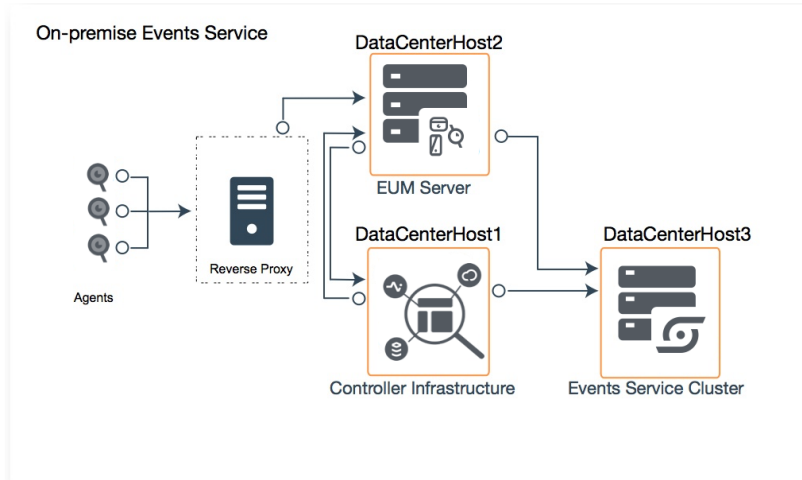 On-premise Events Service
DataCenterHost2
EUM Server
Reverse Proxy
Agents
DataCenterHost1
DataCenterHost3
Controller Infrastructure
Events Service Cluster